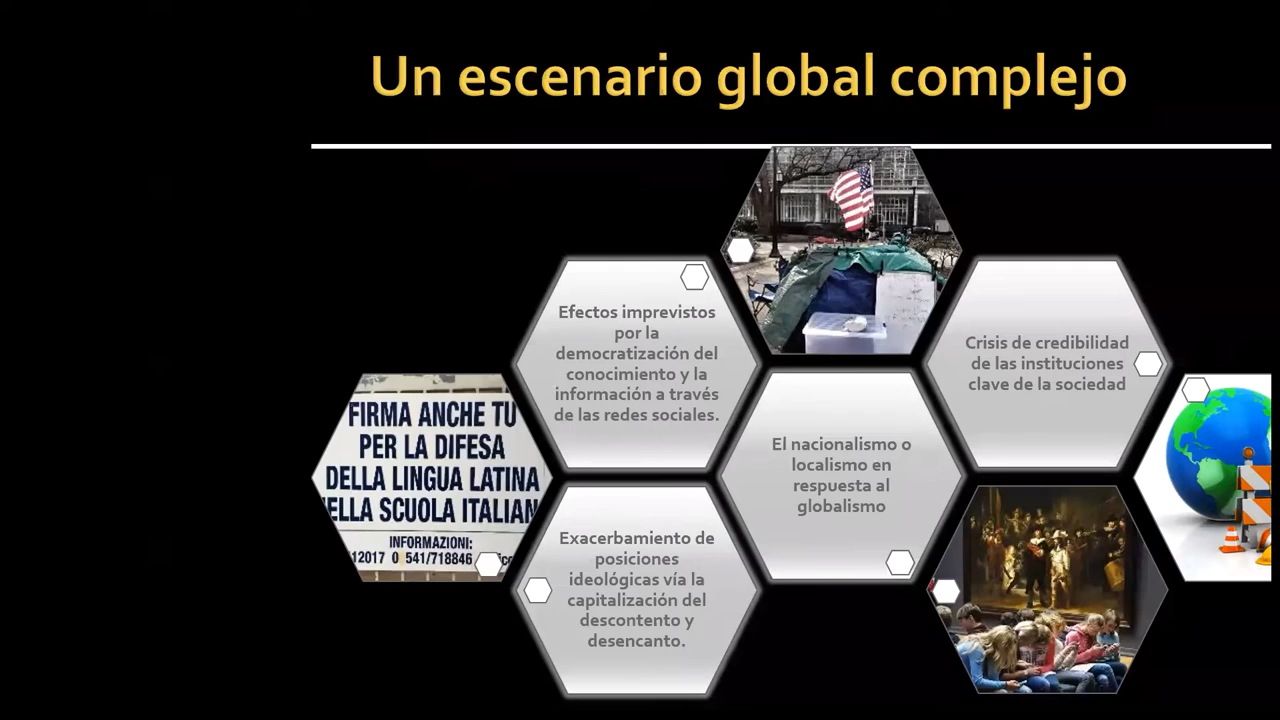 Un escenario global complejo
Efectos imprevistos
por la
democratización del
conocimiento y la
información a través
de las redes sociales.
Crisis de credibilidad
de las instituciones
clave de la sociedad
FIRMA ANCHE TU
PER LA DIFESA
DELLA LINGUA LATINA
ELLA SCUOLA ITALIAN
INFORMAZIONI:
12017 0 541/718846
El nacionalismo o
localismo en
respuesta al
globalismo
Exacerbamiento de
posiciones
ideológicas vía la
capitalización del
descontento y
desencanto.